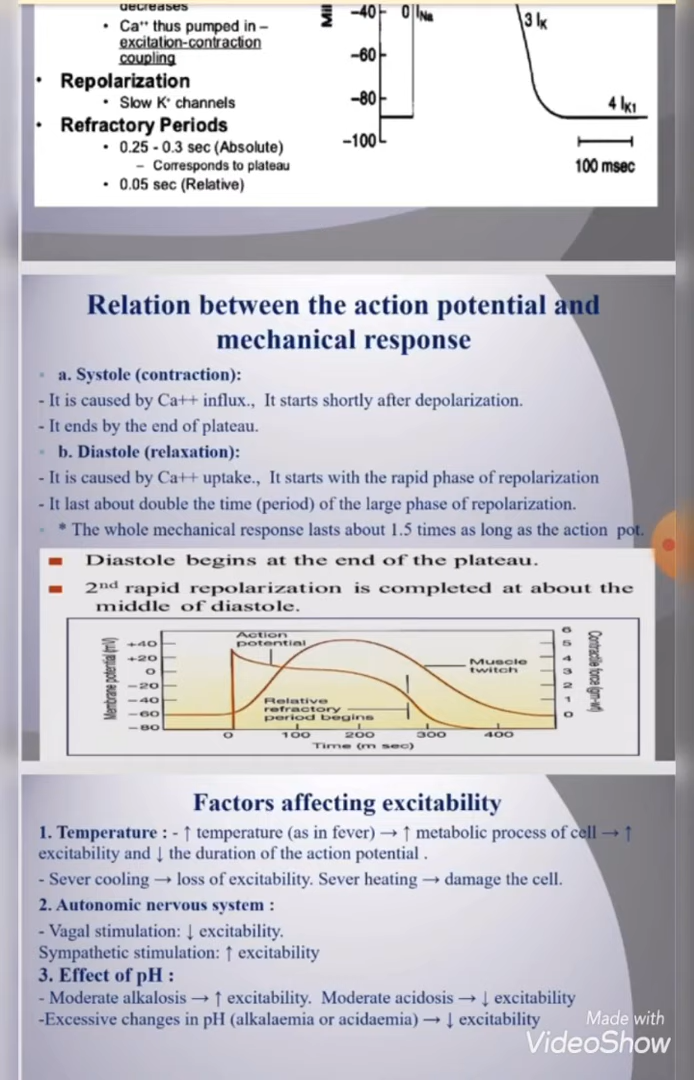 decreases
• Ca⁺⁺ thus pumped in –
excitation-contraction
coupling
• Repolarization
• Slow K⁺ channels
• Refractory Periods
• 0.25 - 0.3 sec (Absolute)
– Corresponds to plateau
• 0.05 sec (Relative)
Mil
-40
-60
-80
-100
0 INa
3 IK
4 IK1
100 msec
Relation between the action potential and
mechanical response
a. Systole (contraction):
- It is caused by Ca++ influx., It starts shortly after depolarization.
- It ends by the end of plateau.
b. Diastole (relaxation):
- It is caused by Ca++ uptake., It starts with the rapid phase of repolarization
- It last about double the time (period) of the large phase of repolarization.
* The whole mechanical response lasts about 1.5 times as long as the action pot.
Diastole begins at the end of the plateau.
2nd rapid repolarization is completed at about the
middle of diastole.
Membrane potential (mV)
+40
+20
0
-20
-40
-60
-80
Action
potential
Relative
refractory
period begins
Muscle
twitch
6
5
4
3
2
1
0
Contractile force (gm-wt)
0 100 200 300 400
Time (m sec)
Factors affecting excitability
1. Temperature : - ↑ temperature (as in fever) → ↑ metabolic process of cell → ↑
excitability and ↓ the duration of the action potential .
- Sever cooling → loss of excitability. Sever heating → damage the cell.
2. Autonomic nervous system :
- Vagal stimulation: ↓ excitability.
Sympathetic stimulation: ↑ excitability
3. Effect of pH :
- Moderate alkalosis → ↑ excitability. Moderate acidosis → ↓ excitability
-Excessive changes in pH (alkalaemia or acidaemia) → ↓ excitability
Made with
VideoShow